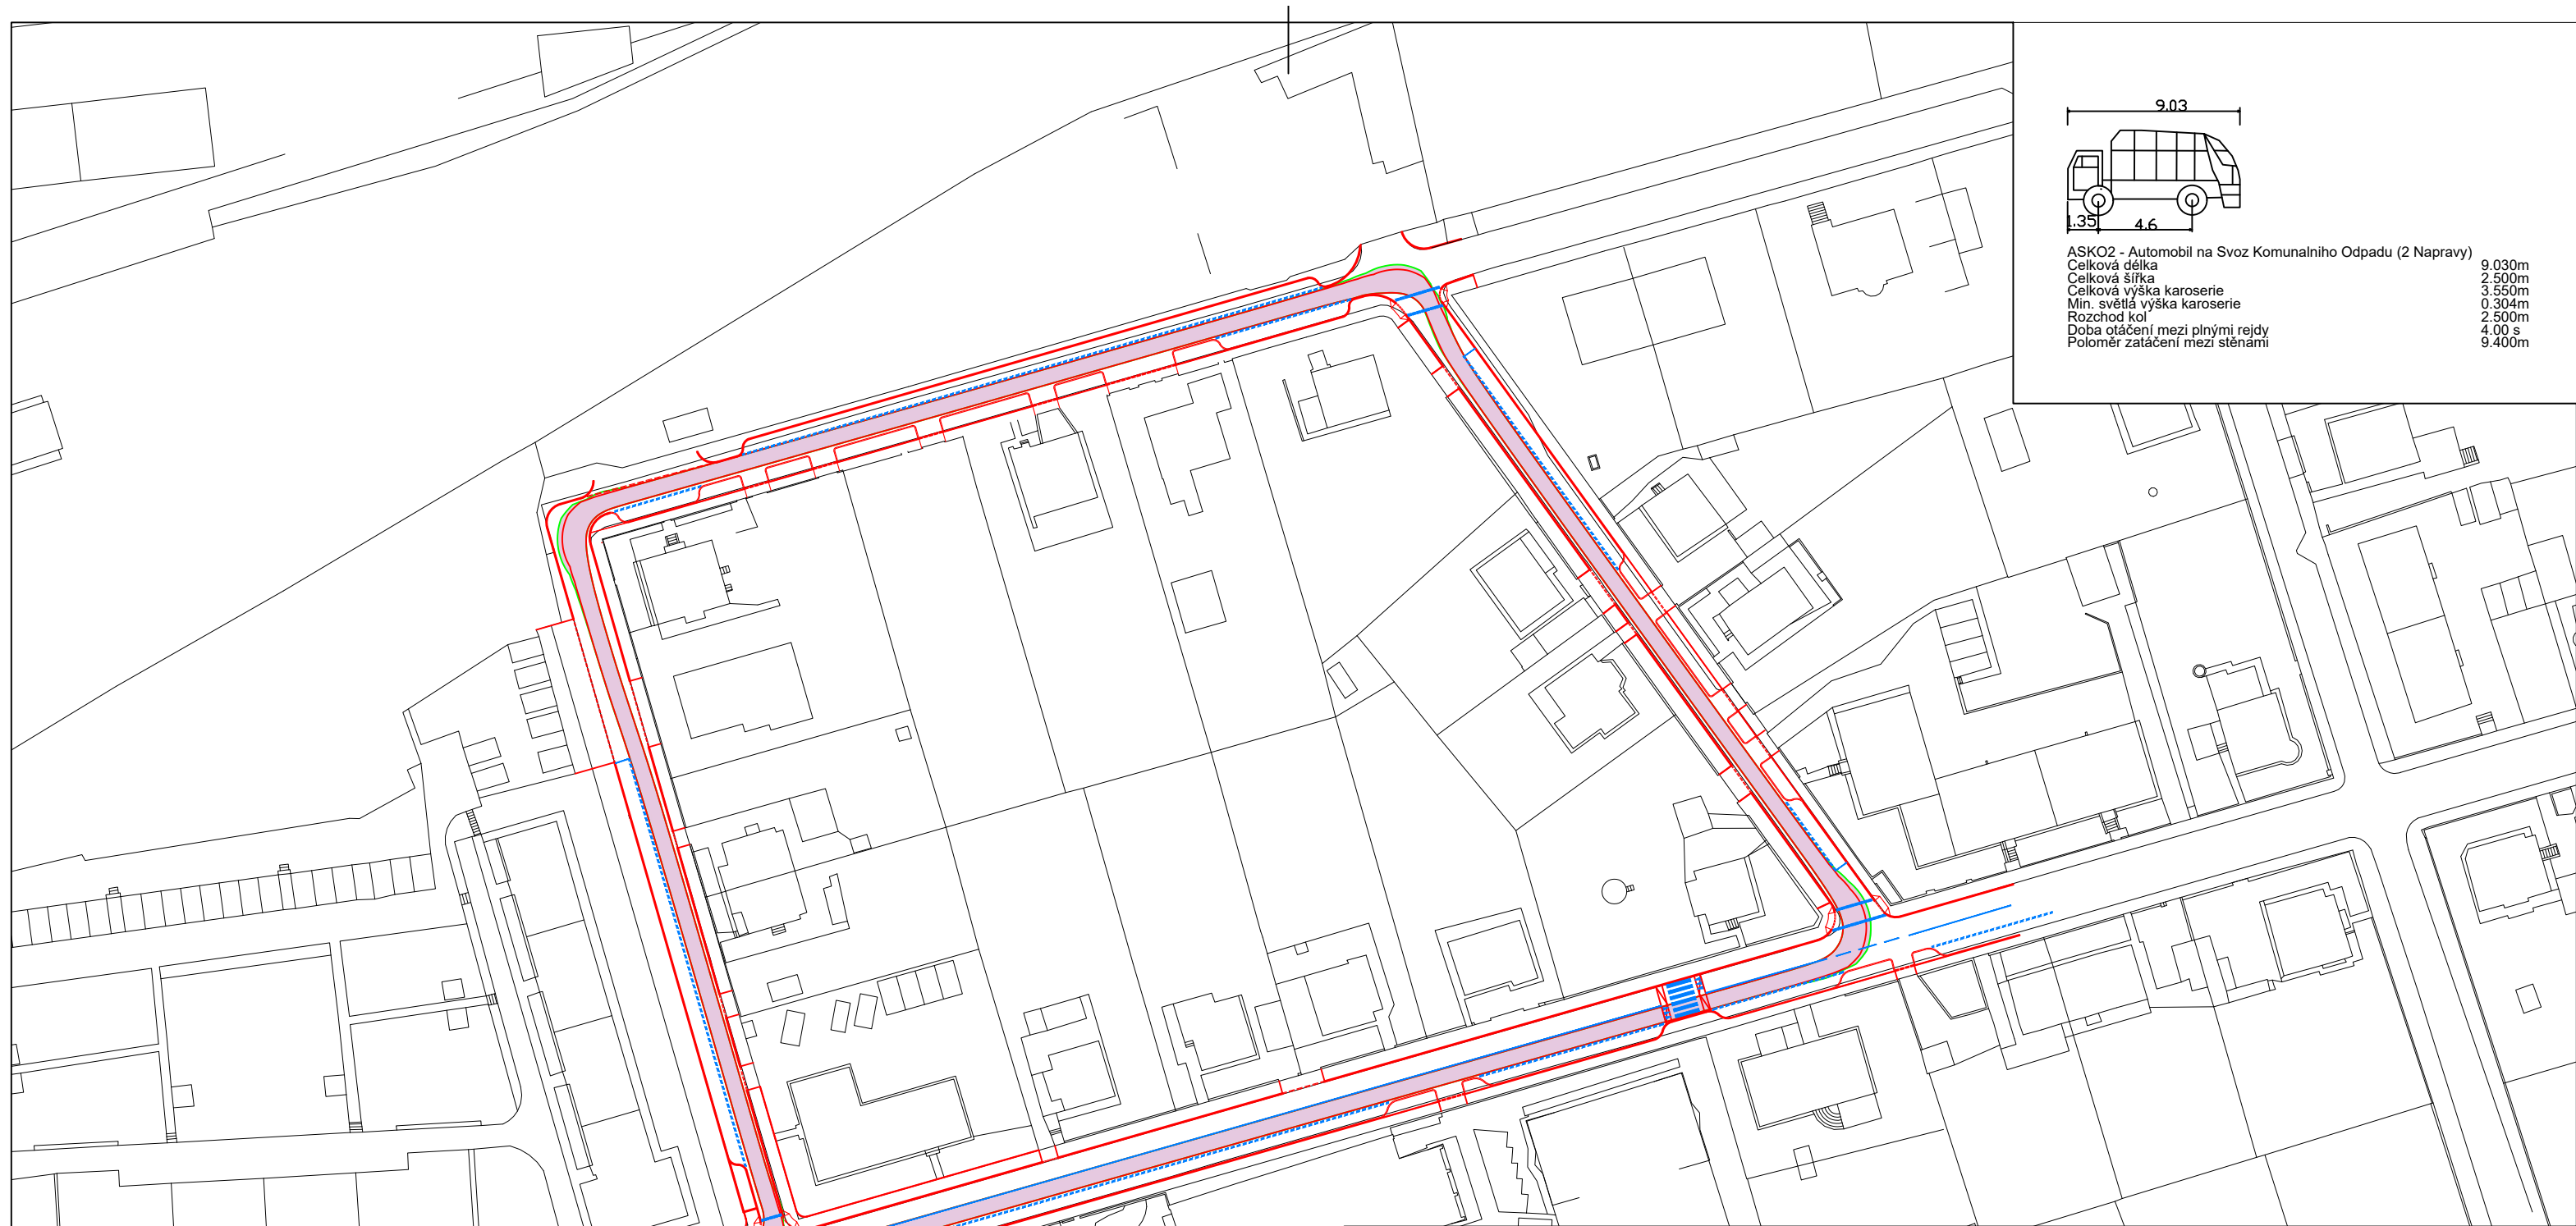 9.03
1.35
4.6
ASKO2 - Automobil na Svoz Komunalniho Odpadu (2 Napravy)
Celková délka 9.030m
Celková šířka 2.500m
Celková výška karoserie 3.550m
Min. světlá výška karoserie 0.304m
Rozchod kol 2.500m
Doba otáčení mezi plnými rejdy 4.00 s
Poloměr zatáčení mezi stěnami 9.400m